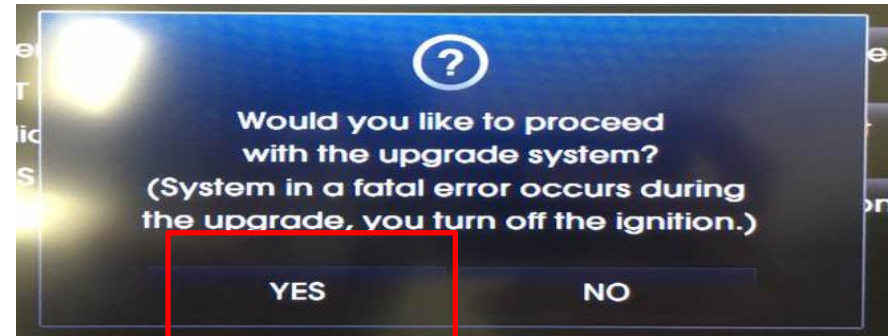 ?
Would you like to proceed
with the upgrade system?
(System in a fatal error occurs during
the upgrade, you turn off the ignition.)
YES NO